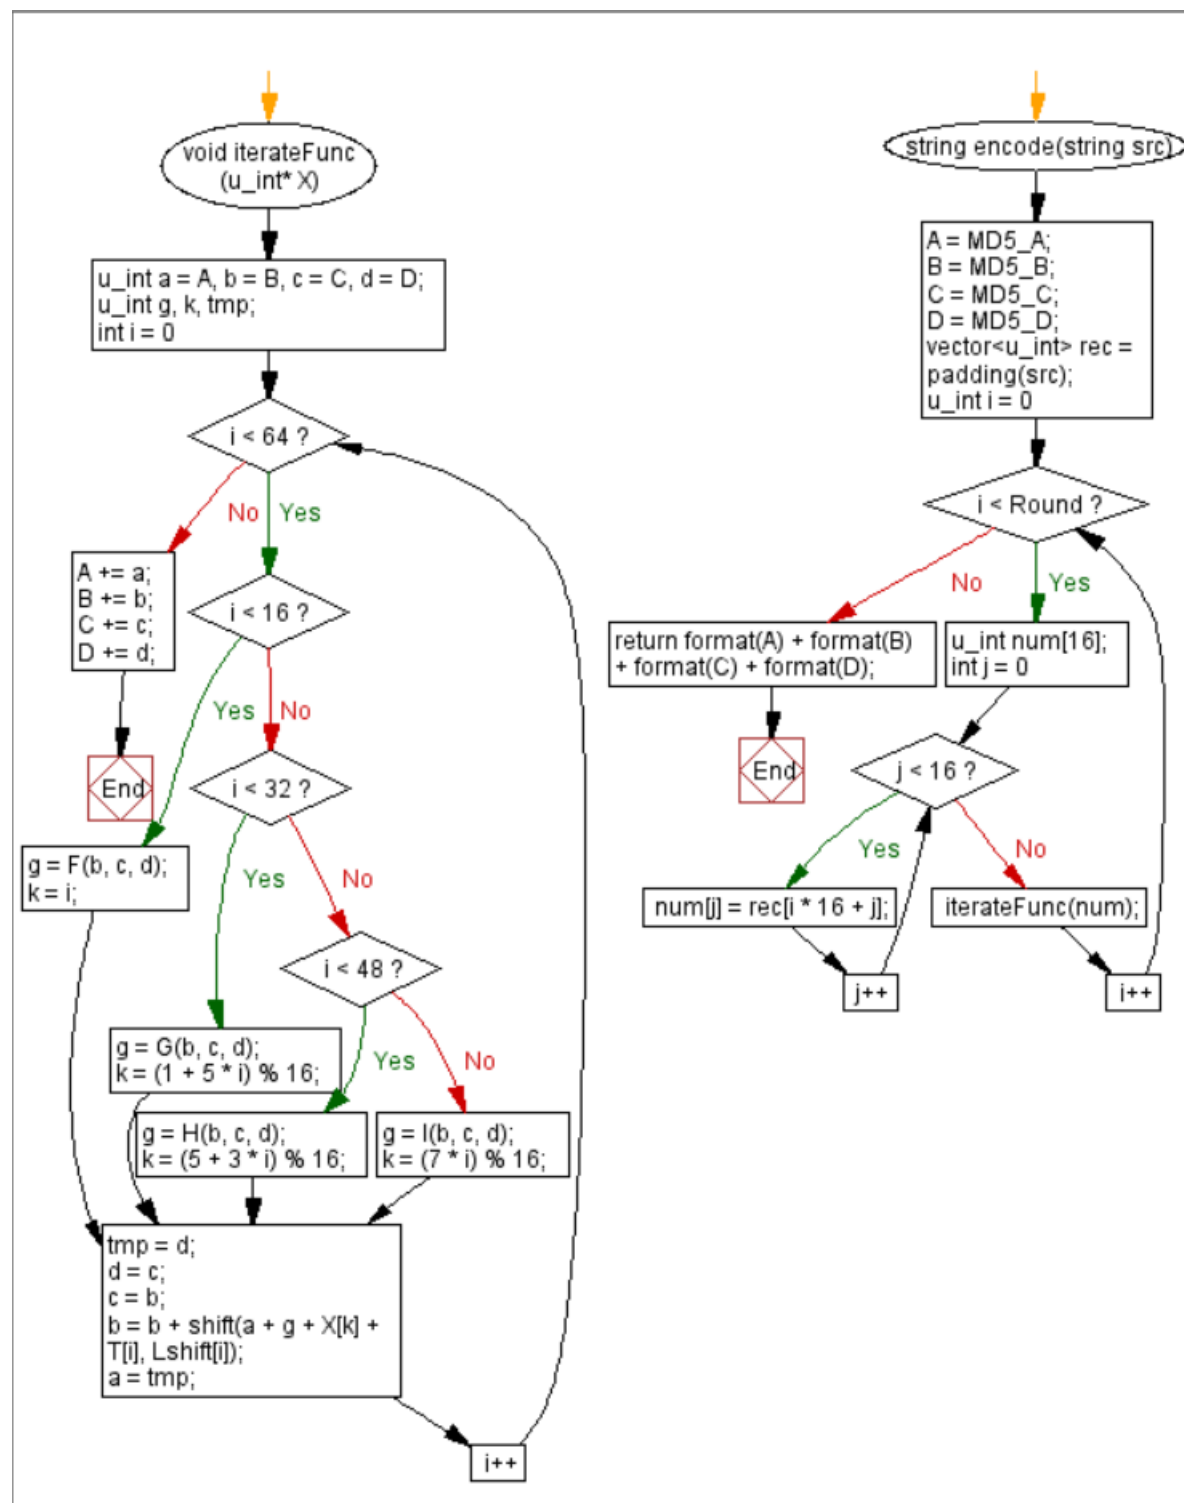 void iterateFunc
(u_int* X)
u_int a = A, b = B, c = C, d = D;
u_int g, k, tmp;
int i = 0
i < 64 ?
No
Yes
A += a;
B += b;
C += c;
D += d;
i < 16 ?
Yes
No
End
i < 32 ?
g = F(b, c, d);
k = i;
Yes
No
i < 48 ?
g = G(b, c, d);
k = (1 + 5 * i) % 16;
Yes
No
g = H(b, c, d);
k = (5 + 3 * i) % 16;
g = I(b, c, d);
k = (7 * i) % 16;
tmp = d;
d = c;
c = b;
b = b + shift(a + g + X[k] +
T[i], Lshift[i]);
a = tmp;
i++
string encode(string src)
A = MD5_A;
B = MD5_B;
C = MD5_C;
D = MD5_D;
vector<u_int> rec =
padding(src);
u_int i = 0
i < Round ?
No
Yes
return format(A) + format(B)
+ format(C) + format(D);
u_int num[16];
int j = 0
End
j < 16 ?
Yes
No
num[j] = rec[i * 16 + j];
iterateFunc(num);
j++
i++